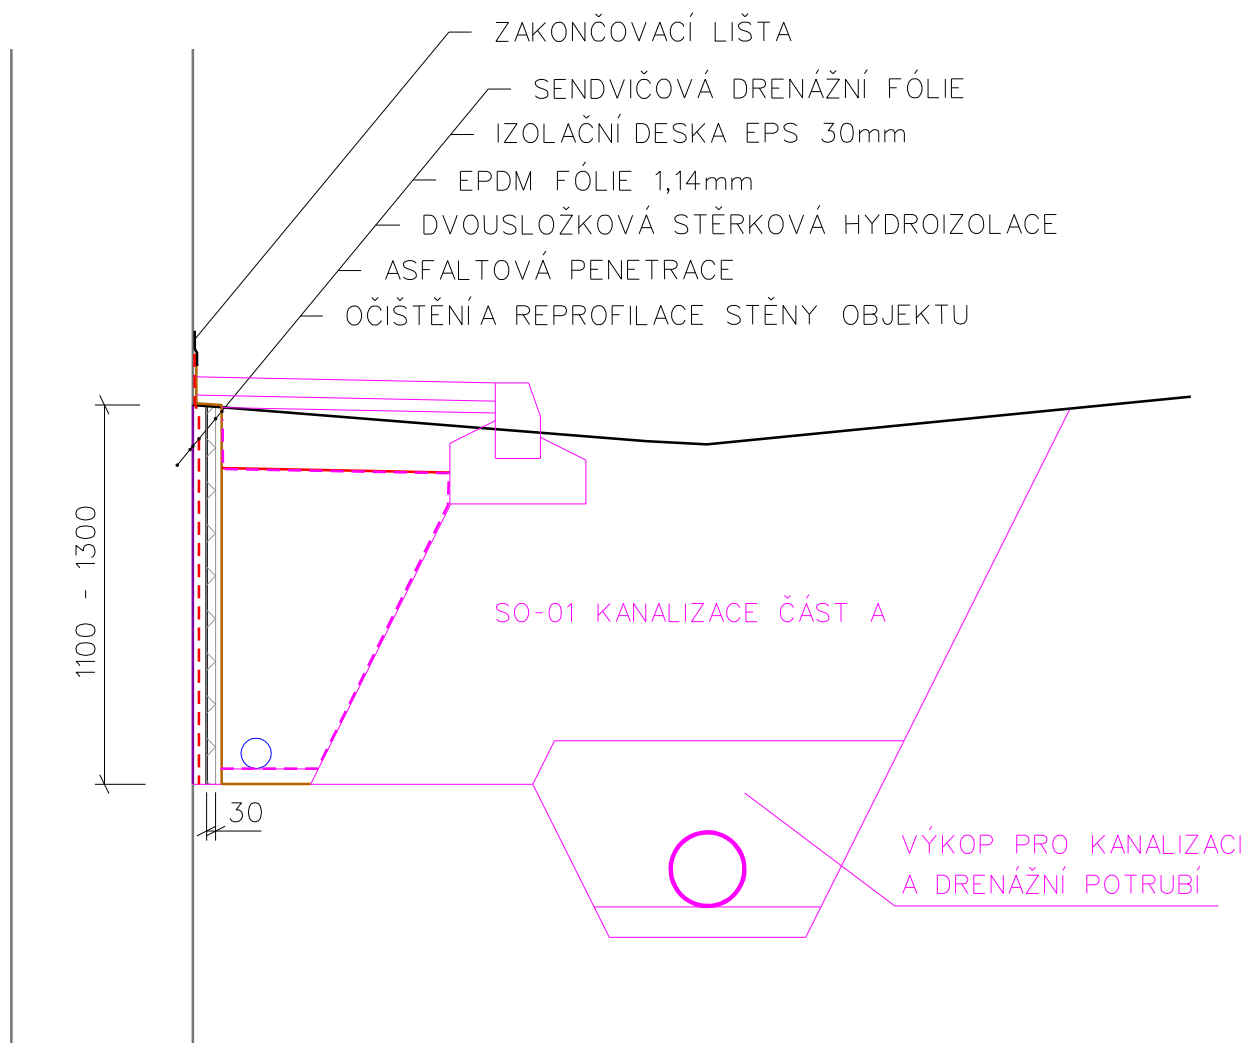 ZAKONČOVACÍ LIŠTA
SENDVIČOVÁ DRENÁŽNÍ FÓLIE
IZOLAČNÍ DESKA EPS 30mm
EPDM FÓLIE 1,14mm
DVOUSLOŽKOVÁ STĚRKOVÁ HYDROIZOLACE
ASFALTOVÁ PENETRACE
OČIŠTĚNÍ A REPROFILACE STĚNY OBJEKTU
1100 - 1300
SO-01 KANALIZACE ČÁST A
30
VÝKOP PRO KANALIZACI
A DRENÁŽNÍ POTRUBÍ